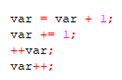 var = var + 1;
var += 1;
++var;
var++;